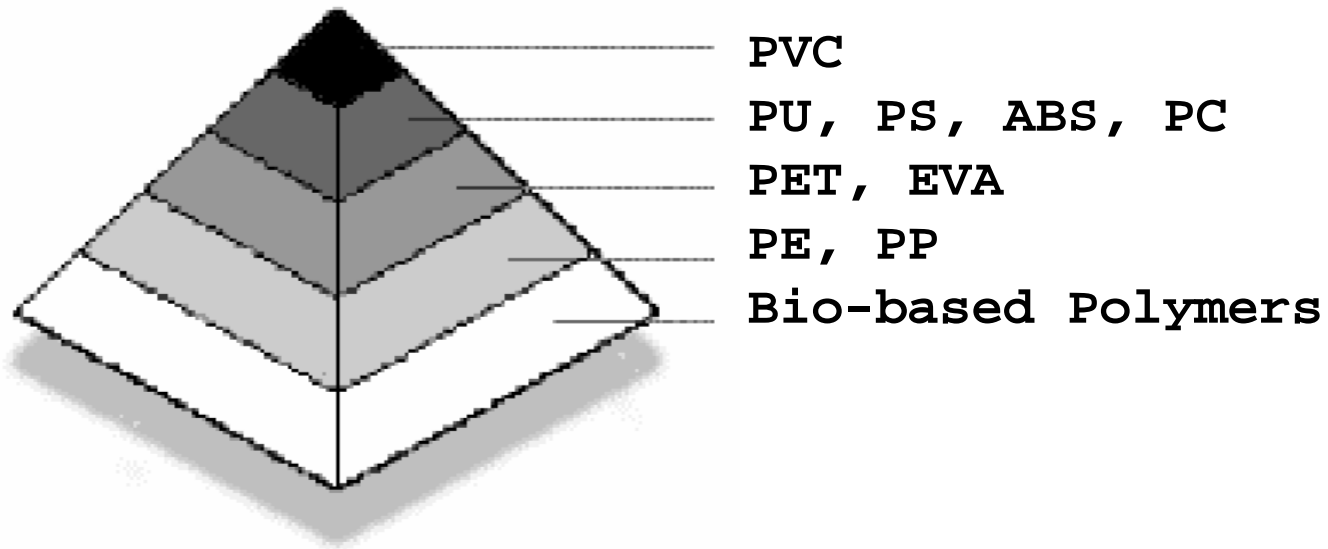 PVC
PU, PS, ABS, PC
PET, EVA
PE, PP
Bio-based Polymers